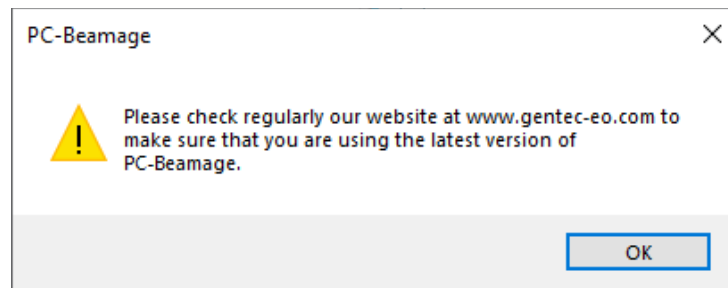 PC-Beamage
Please check regularly our website at www.gentec-eo.com to
make sure that you are using the latest version of
PC-Beamage.
OK